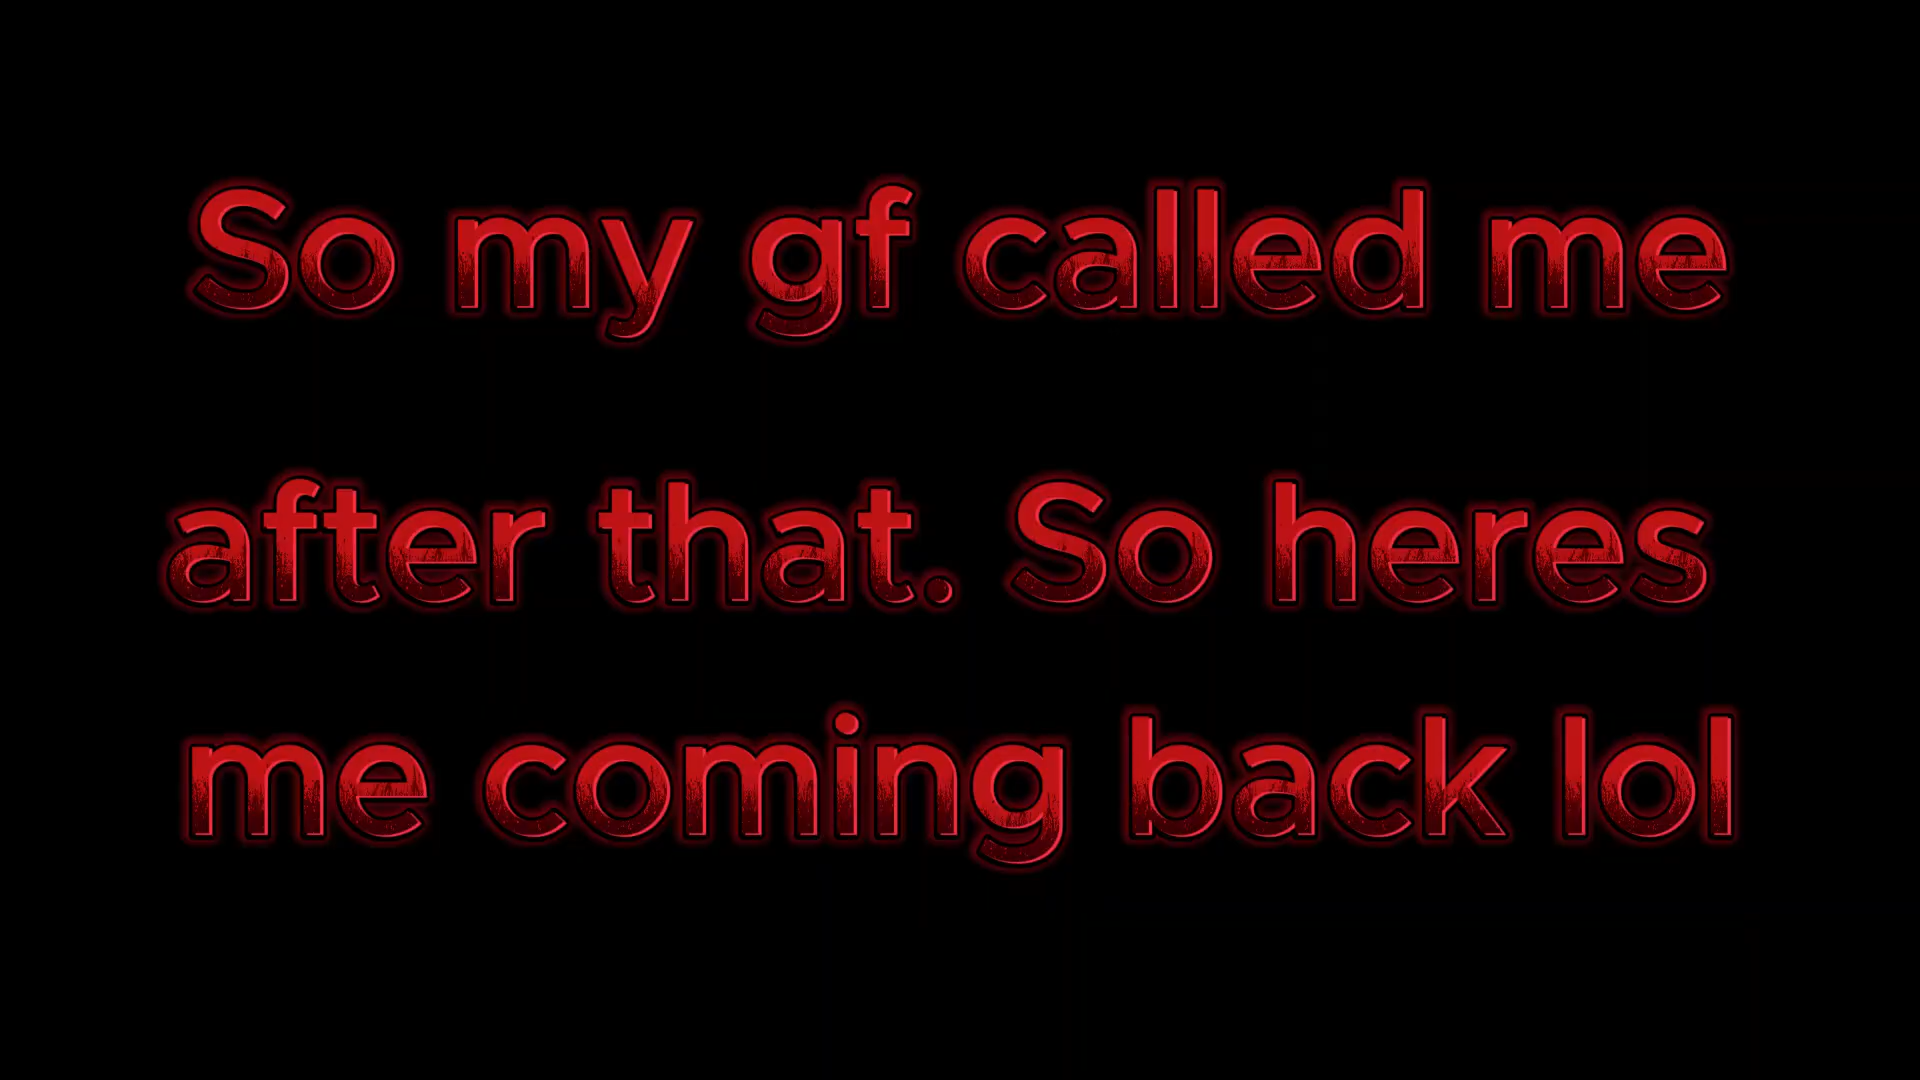 So my gf called me
after that. So heres
me coming back lol